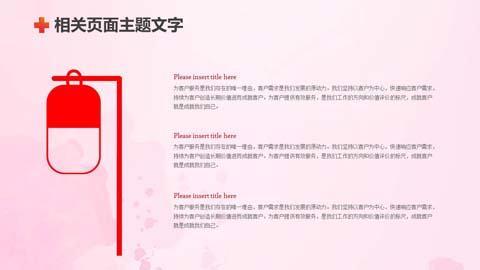 相关页面主题文字
Please insert title here
为客户服务是我们存在的唯一理由，客户需求是我们发展的原动力。我们坚持以客户为中心，快速响应客户需求，
持续为客户创造长期价值进而成就客户。为客户提供有效服务，是我们工作的方向和价值评价的标尺，成就客户
就是成就我们自己。
Please insert title here
为客户服务是我们存在的唯一理由，客户需求是我们发展的原动力。我们坚持以客户为中心，快速响应客户需求，
持续为客户创造长期价值进而成就客户。为客户提供有效服务，是我们工作的方向和价值评价的标尺，成就客户
就是成就我们自己。
Please insert title here
为客户服务是我们存在的唯一理由，客户需求是我们发展的原动力。我们坚持以客户为中心，快速响应客户需求，
持续为客户创造长期价值进而成就客户。为客户提供有效服务，是我们工作的方向和价值评价的标尺，成就客户
就是成就我们自己。